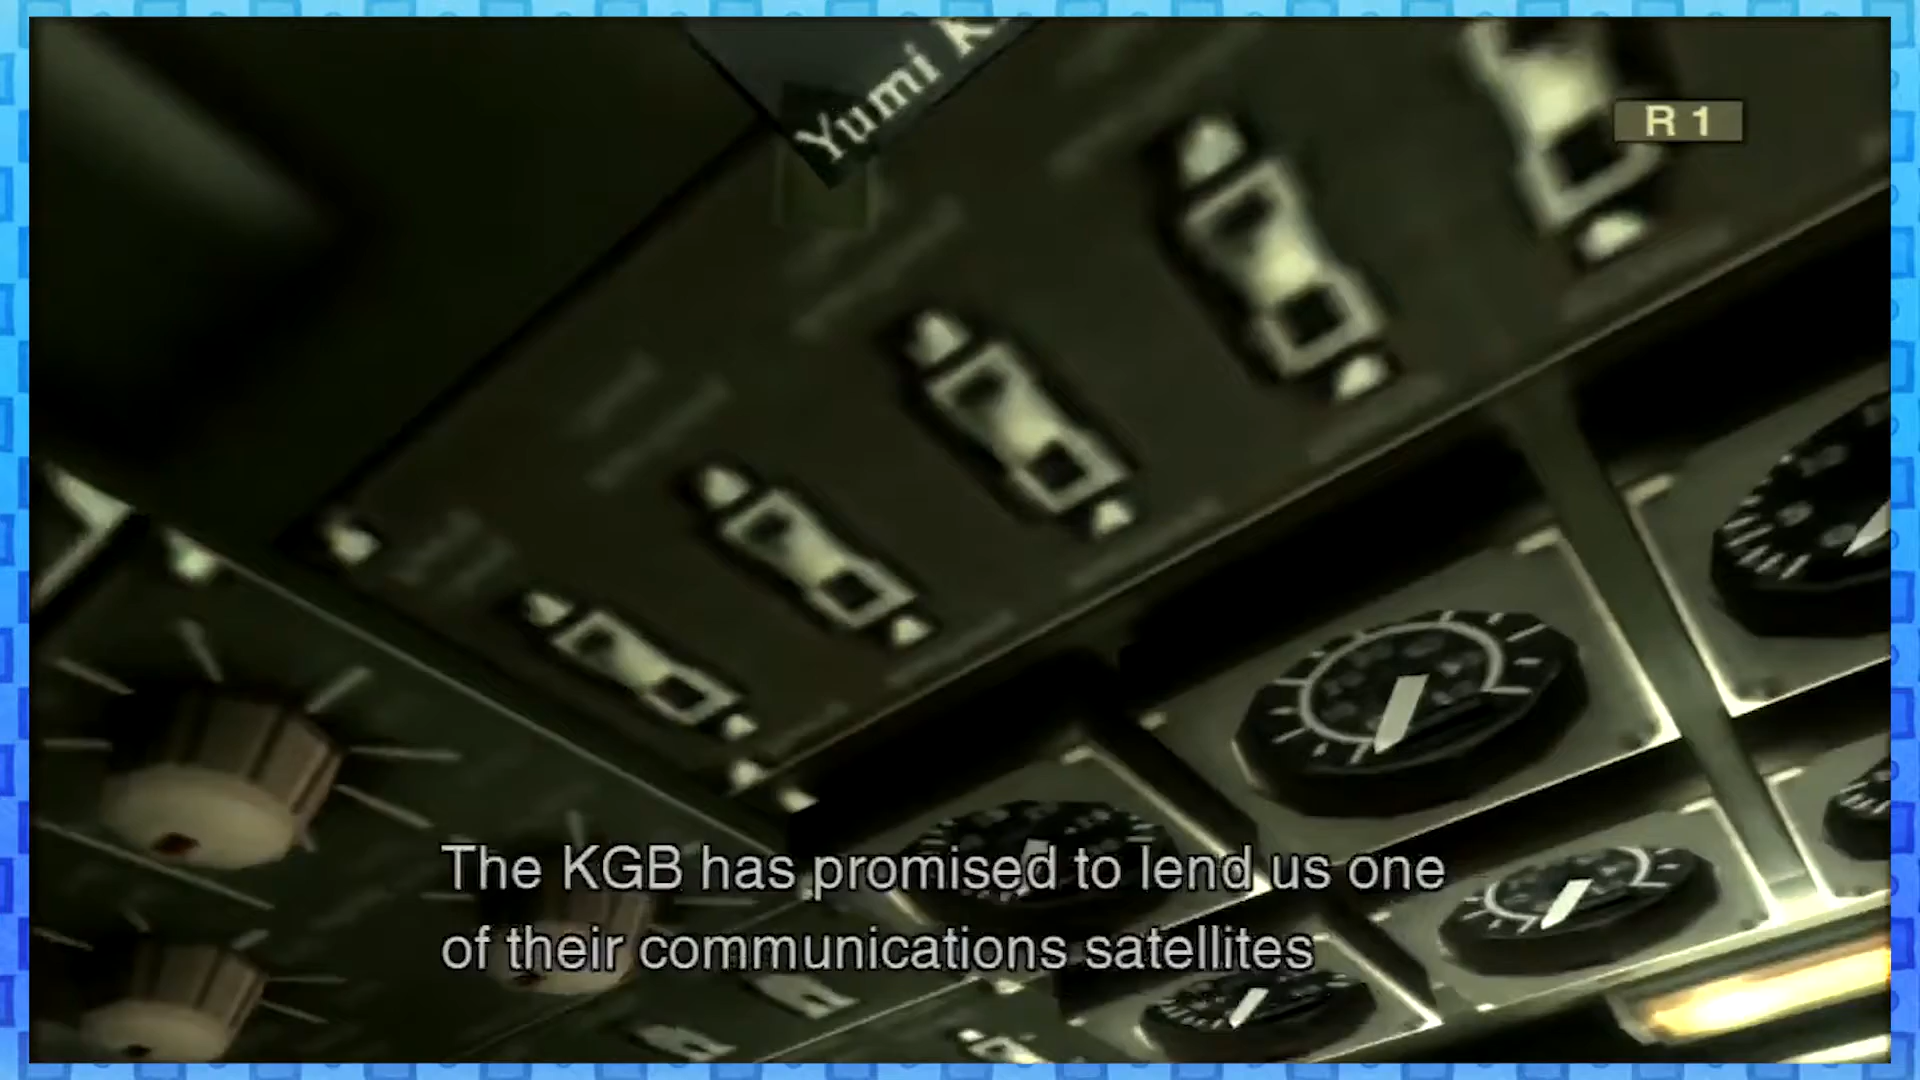 Yumi K
R 1
The KGB has promised to lend us one
of their communications satellites